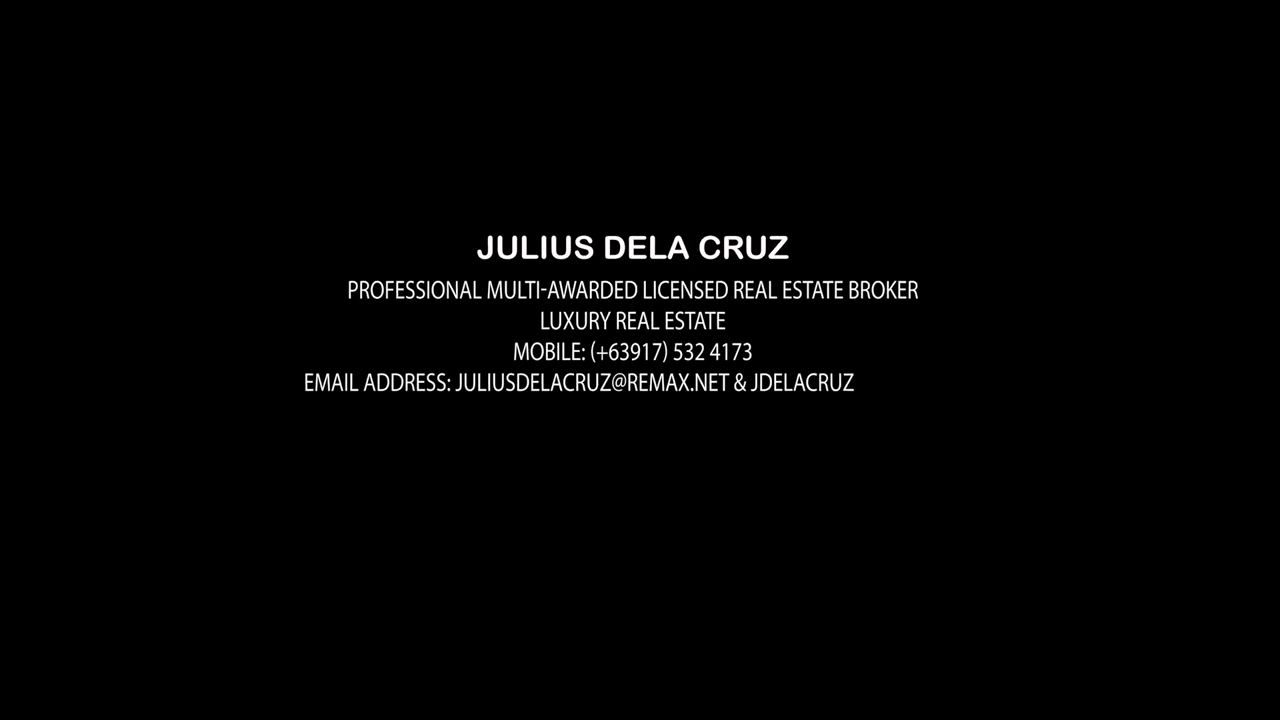 JULIUS DELA CRUZ
PROFESSIONAL MULTI-AWARDED LICENSED REAL ESTATE BROKER
LUXURY REAL ESTATE
MOBILE: (+63917) 532 4173
EMAIL ADDRESS: JULIUSDELACRUZ@REMAX.NET & JDELACRUZ